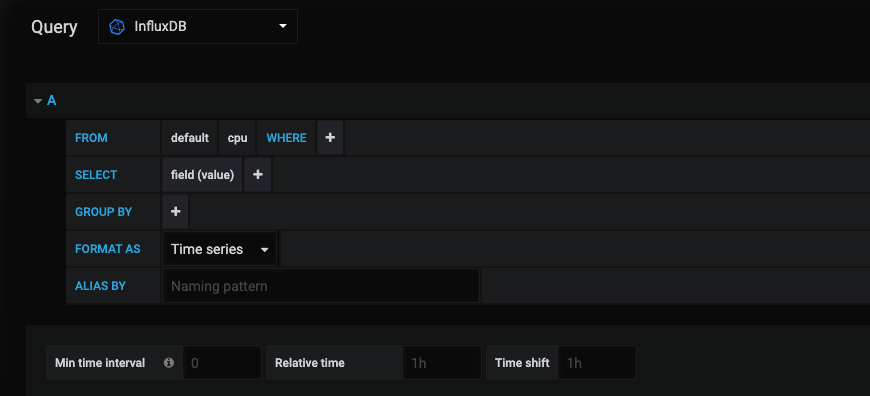 Query InfluxDB
A
FROM default cpu WHERE +
SELECT field (value) +
GROUP BY +
FORMAT AS Time series
ALIAS BY Naming pattern
Min time interval 0 Relative time 1h Time shift 1h